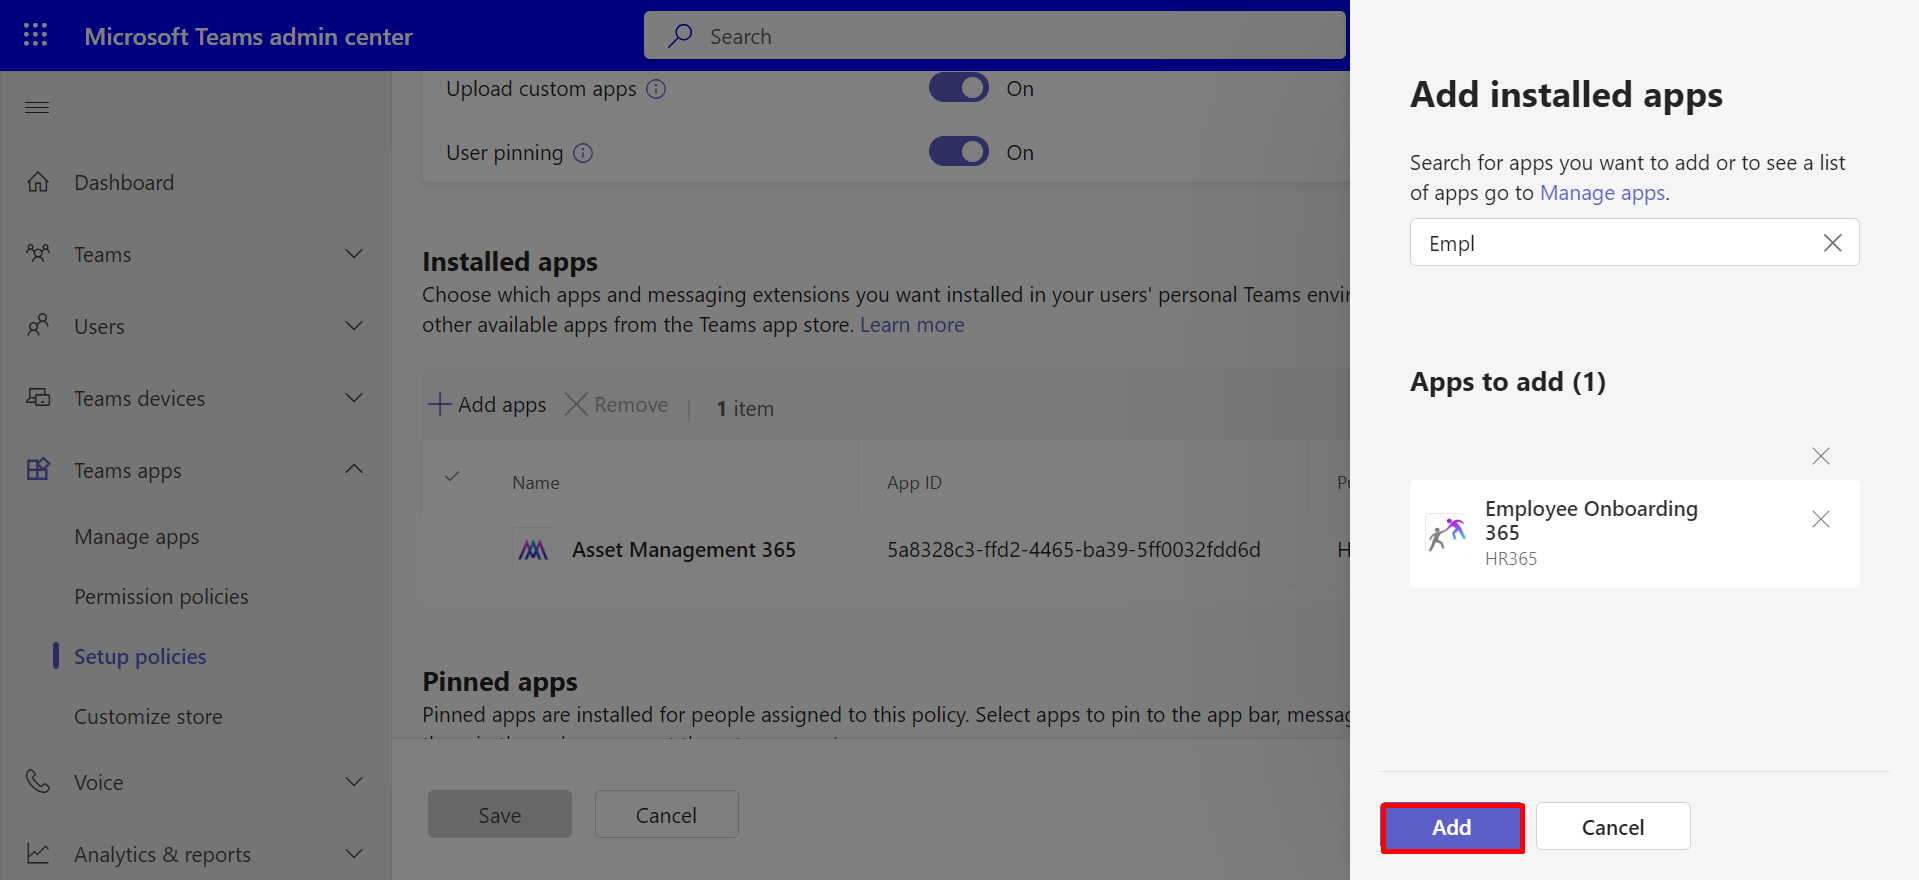 Microsoft Teams admin center
Search
Dashboard
Teams
Users
Teams devices
Teams apps
Manage apps
Permission policies
Setup policies
Customize store
Voice
Analytics & reports
Upload custom apps
On
User pinning
On
Installed apps
Choose which apps and messaging extensions you want installed in your users' personal Teams
other available apps from the Teams app store. Learn more
Add apps
Remove
1 item
Name
App ID
Asset Management 365
5a8328c3-ffd2-4465-ba39-5ff0032fdd6d
Pinned apps
Pinned apps are installed for people assigned to this policy. Select apps to pin to the app bar,
Save
Cancel
Add installed apps
Search for apps you want to add or to see a list
of apps go to Manage apps.
Empl
Apps to add (1)
Employee Onboarding
365
HR365
Add
Cancel